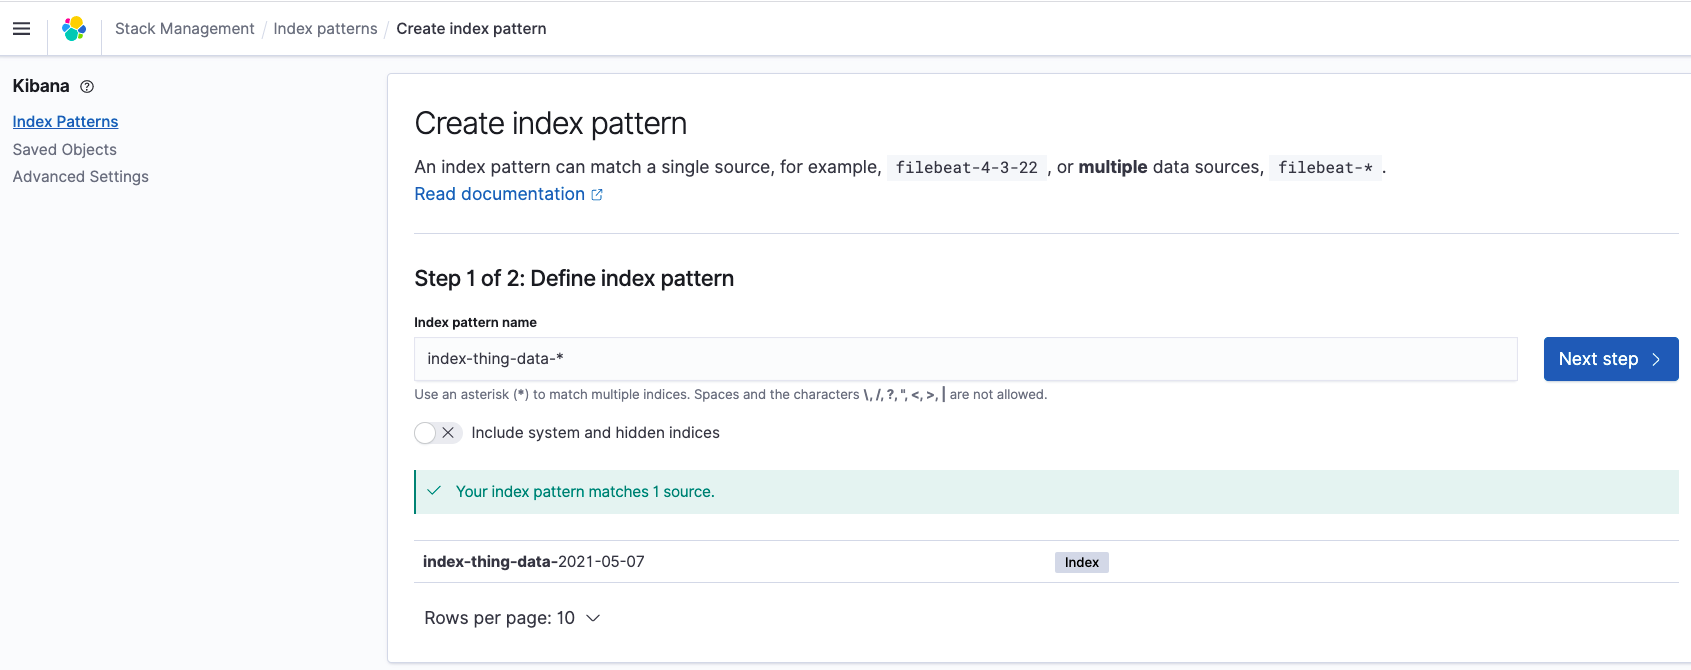 Stack Management / Index patterns / Create index pattern
Kibana
Index Patterns
Saved Objects
Advanced Settings
Create index pattern
An index pattern can match a single source, for example, filebeat-4-3-22 , or multiple data sources, filebeat-* .
Read documentation
Step 1 of 2: Define index pattern
Index pattern name
index-thing-data-*
Next step
Use an asterisk (*) to match multiple indices. Spaces and the characters \, /, ?, ", <, >, | are not allowed.
Include system and hidden indices
Your index pattern matches 1 source.
index-thing-data-2021-05-07 Index
Rows per page: 10